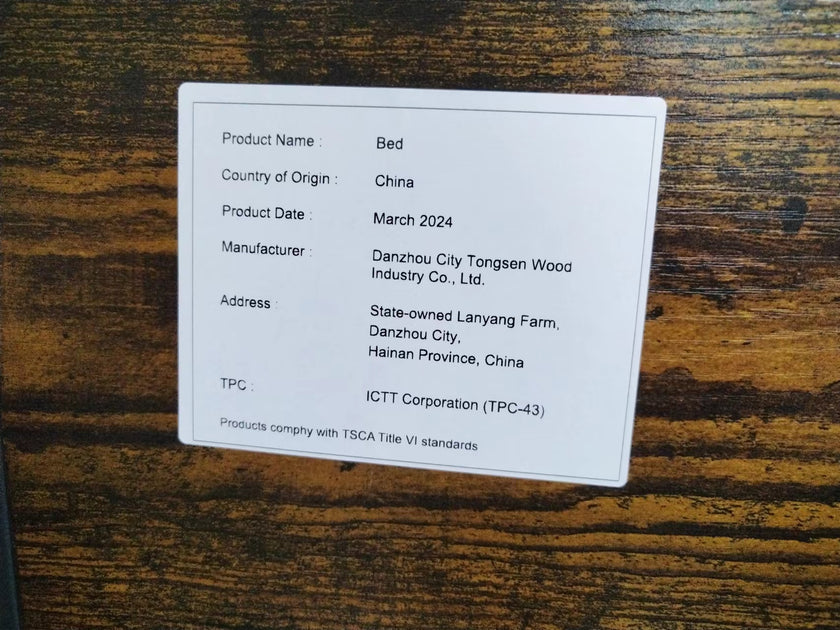 Product Name : Bed
Country of Origin : China
Product Date : March 2024
Manufacturer : Danzhou City Tongsen Wood
Industry Co., Ltd.
Address : State-owned Lanyang Farm,
Danzhou City,
Hainan Province, China
TPC : ICTT Corporation (TPC-43)
Products comphy with TSCA Title VI standards